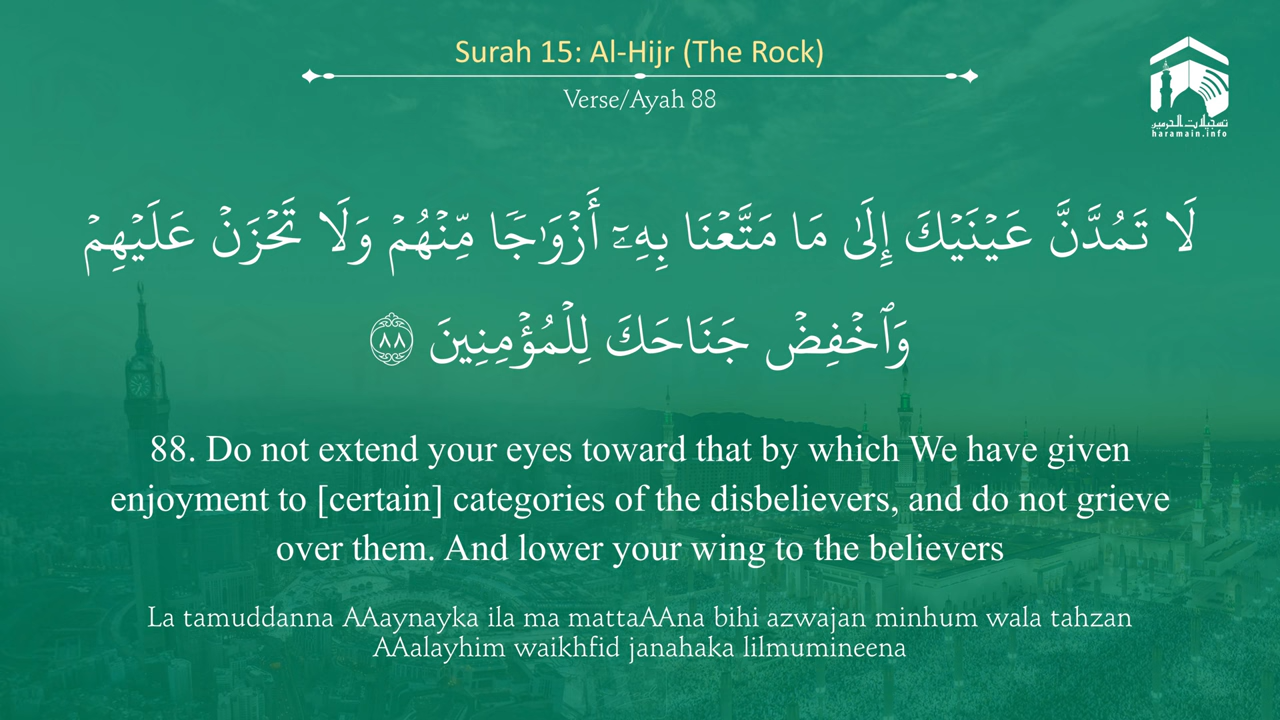 Surah 15: Al-Hijr (The Rock)
Verse/Ayah 88
تسجيلات الحرمين
haramain.info
لَا تَمُدَّنَّ عَيْنَيْكَ إِلَىٰ مَا مَتَّعْنَا بِهِۦٓ أَزْوَٰجًا مِّنْهُمْ وَلَا تَحْزَنْ عَلَيْهِمْ
وَٱخْفِضْ جَنَاحَكَ لِلْمُؤْمِنِينَ ٨٨
88. Do not extend your eyes toward that by which We have given
enjoyment to [certain] categories of the disbelievers, and do not grieve
over them. And lower your wing to the believers
La tamuddanna AAaynayka ila ma mattaAAna bihi azwajan minhum wala tahzan
AAalayhim waikhfid janahaka lilmumineena